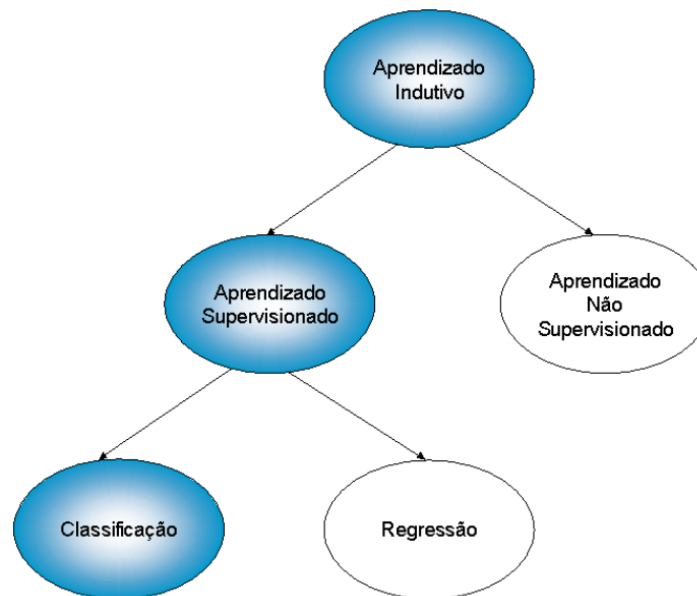 Aprendizado
Indutivo
Aprendizado
Supervisionado
Aprendizado
Não
Supervisionado
Classificação
Regressão